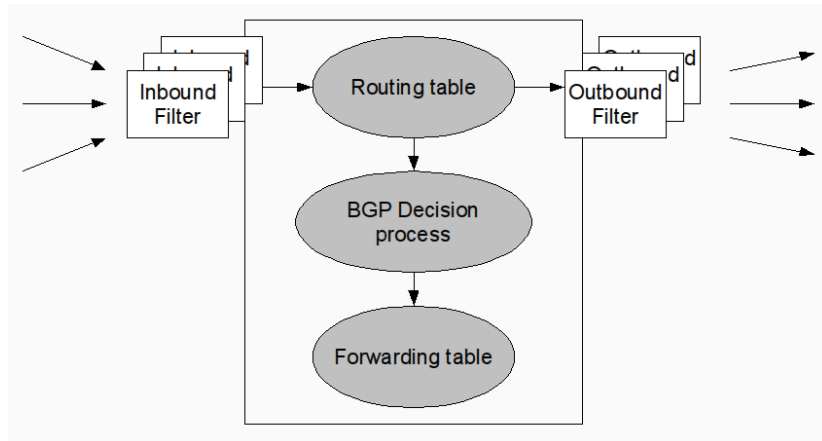 Inbound
Filter
Routing table
Outbound
Filter
BGP Decision
process
Forwarding table